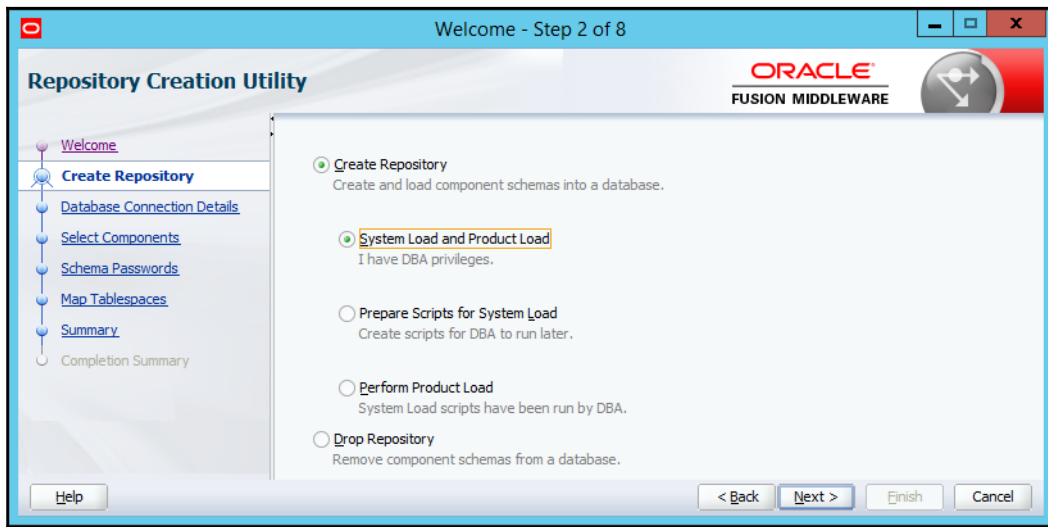 Welcome - Step 2 of 8
Repository Creation Utility
ORACLE
FUSION MIDDLEWARE
Welcome
Create Repository
Database Connection Details
Select Components
Schema Passwords
Map Tablespaces
Summary
Completion Summary
Create Repository
Create and load component schemas into a database.
System Load and Product Load
I have DBA privileges.
Prepare Scripts for System Load
Create scripts for DBA to run later.
Perform Product Load
System Load scripts have been run by DBA.
Drop Repository
Remove component schemas from a database.
Help
< Back
Next >
Finish
Cancel